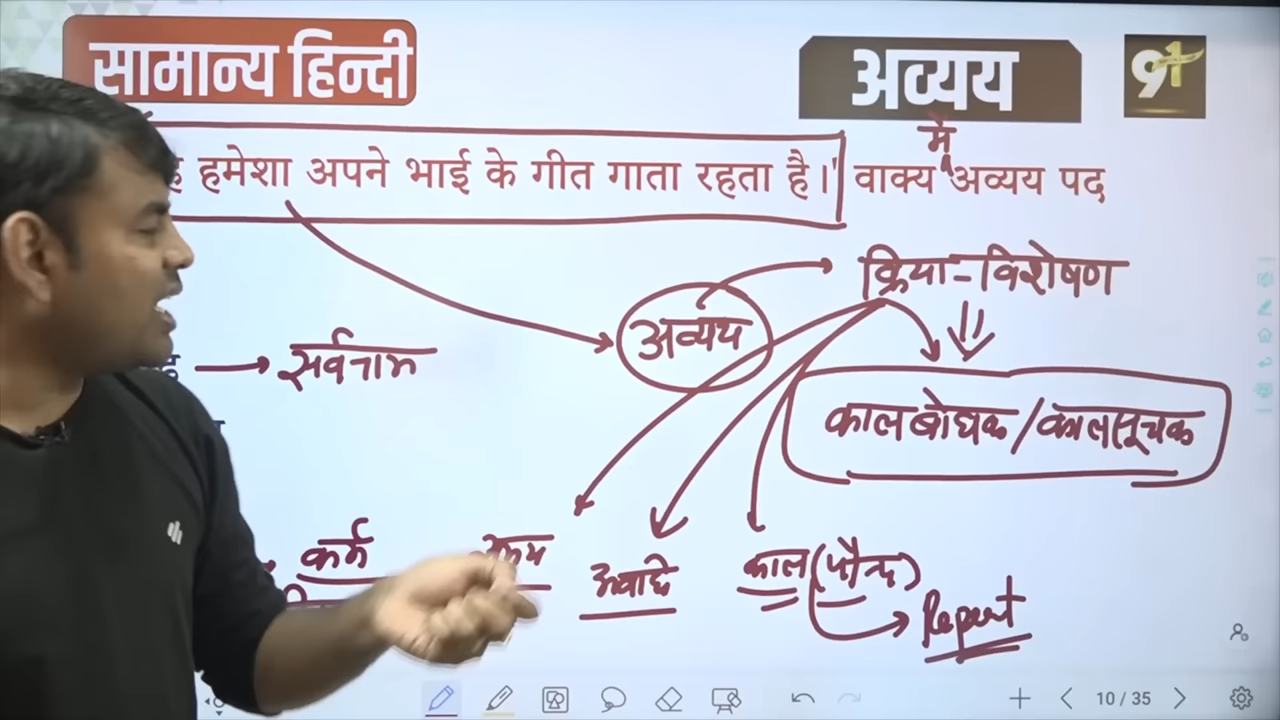 सामान्य हिन्दी
अव्यय
91
में
हमेशा अपने भाई के गीत गाता रहता है।' वाक्य अव्यय पद
क्रिया-विशेषण
अव्यय
सर्वनाम
कालबोधक/कालसूचक
कर्म
काल (पौन्द)
Repeat
10 / 35